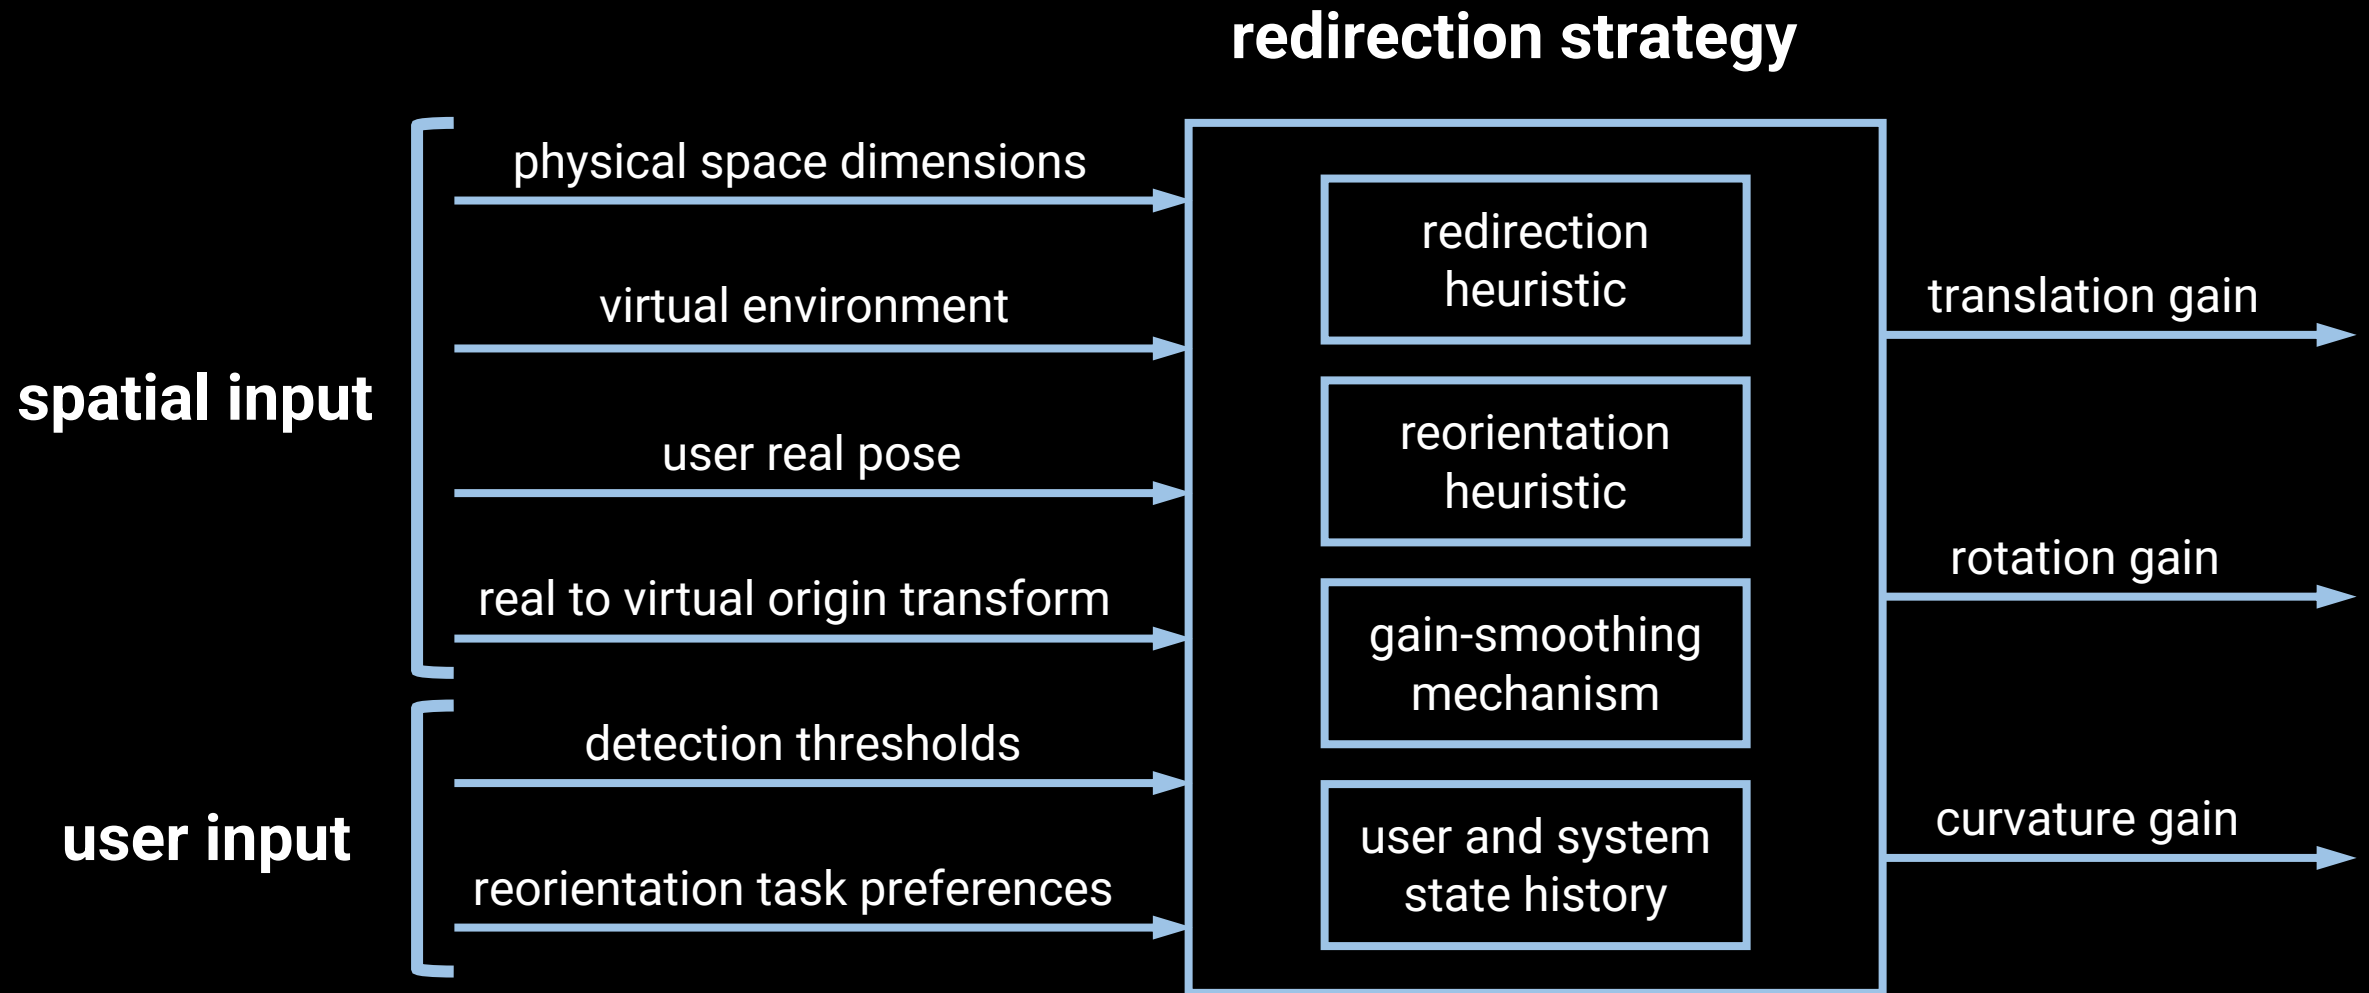 redirection strategy
spatial input
physical space dimensions
virtual environment
user real pose
real to virtual origin transform
user input
detection thresholds
reorientation task preferences
redirection
heuristic
reorientation
heuristic
gain-smoothing
mechanism
user and system
state history
translation gain
rotation gain
curvature gain